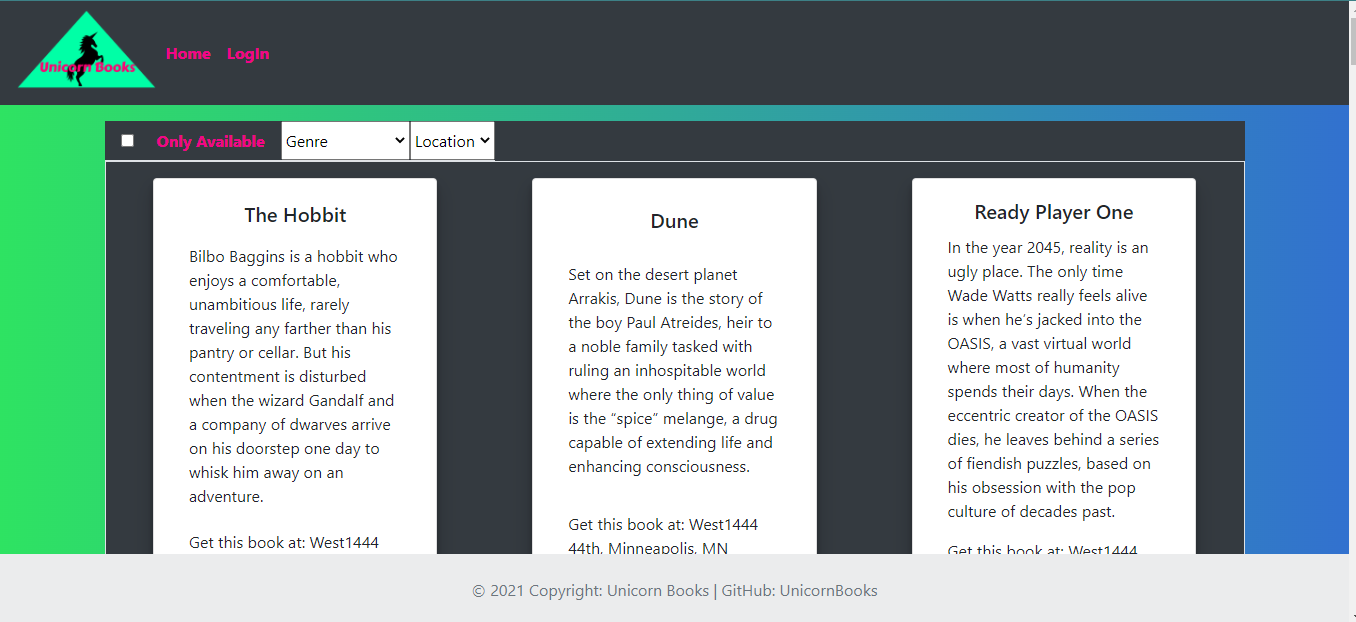 Unicorn Books
Home LogIn
Only Available Genre Location
The Hobbit
Bilbo Baggins is a hobbit who
enjoys a comfortable,
unambitious life, rarely
traveling any farther than his
pantry or cellar. But his
contentment is disturbed
when the wizard Gandalf and
a company of dwarves arrive
on his doorstep one day to
whisk him away on an
adventure.
Get this book at: West1444
Dune
Set on the desert planet
Arrakis, Dune is the story of
the boy Paul Atreides, heir to
a noble family tasked with
ruling an inhospitable world
where the only thing of value
is the “spice” melange, a drug
capable of extending life and
enhancing consciousness.
Get this book at: West1444
44th, Minneapolis, MN
Ready Player One
In the year 2045, reality is an
ugly place. The only time
Wade Watts really feels alive
is when he’s jacked into the
OASIS, a vast virtual world
where most of humanity
spends their days. When the
eccentric creator of the OASIS
dies, he leaves behind a series
of fiendish puzzles, based on
his obsession with the pop
culture of decades past.
Get this book at: West1444
© 2021 Copyright: Unicorn Books | GitHub: UnicornBooks